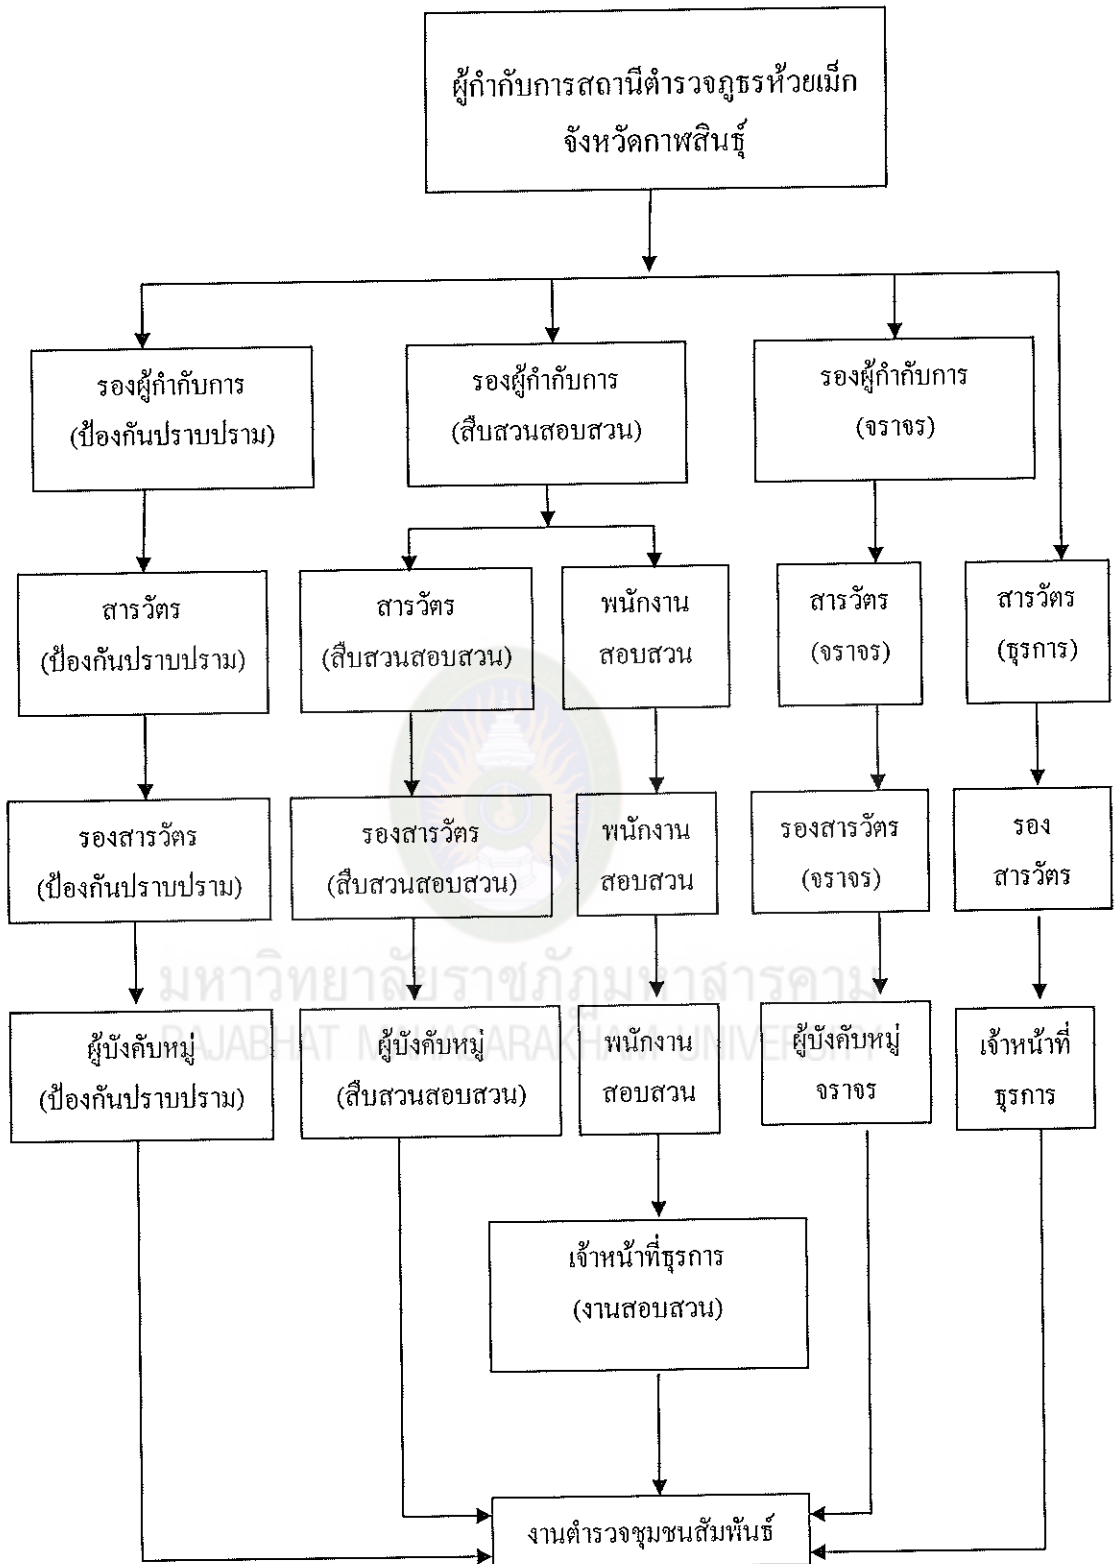 ผู้กำกับการสถานีตำรวจภูธรห้วยเม็ก
จังหวัดกาฬสินธุ์
รองผู้กำกับการ
(ป้องกันปราบปราม)
รองผู้กำกับการ
(สืบสวนสอบสวน)
รองผู้กำกับการ
(จราจร)
สารวัตร
(ป้องกันปราบปราม)
สารวัตร
(สืบสวนสอบสวน)
พนักงาน
สอบสวน
สารวัตร
(จราจร)
สารวัตร
(ธุรการ)
รองสารวัตร
(ป้องกันปราบปราม)
รองสารวัตร
(สืบสวนสอบสวน)
พนักงาน
สอบสวน
รองสารวัตร
(จราจร)
รอง
สารวัตร
มหาวิทยาลัยราชภัฏมหาสารคาม
RAJABHAT MAHASARAKHAM UNIVERSITY
ผู้บังคับหมู่
(ป้องกันปราบปราม)
ผู้บังคับหมู่
(สืบสวนสอบสวน)
พนักงาน
สอบสวน
ผู้บังคับหมู่
จราจร
เจ้าหน้าที่
ธุรการ
เจ้าหน้าที่ธุรการ
(งานสอบสวน)
งานตำรวจชุมชนสัมพันธ์